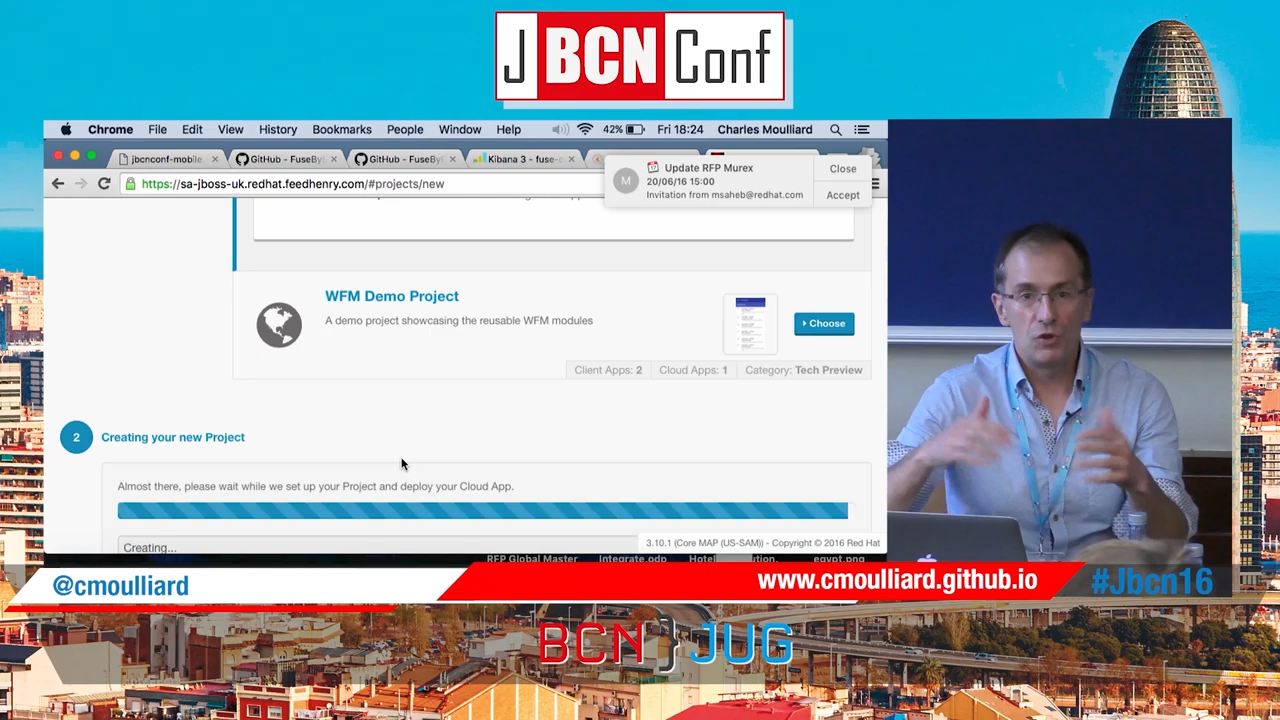 J BCN Conf
Chrome File Edit View History Bookmarks People Window Help 42% Fri 18:24 Charles Moulliard
jbcnconf-mobile. GitHub - FuseBy GitHub - FuseBy Kibana 3 - fuse-c
https://sa-jboss-uk.redhat.feedhenry.com/#projects/new
M
Update RFP Murex
20/06/16 15:00
Invitation from msaheb@redhat.com
Close
Accept
WFM Demo Project
A demo project showcasing the reusable WFM modules
Choose
Client Apps: 2 Cloud Apps: 1 Category: Tech Preview
2 Creating your new Project
Almost there, please wait while we set up your Project and deploy your Cloud App.
Creating...
3.10.1 (Core MAP (US-SAM)) - Copyright © 2016 Red Hat
RFP Global Master Integrate.odp Hotel egypt.png
@cmoulliard
www.cmoulliard.github.io
#Jbcn16
BCN JUG